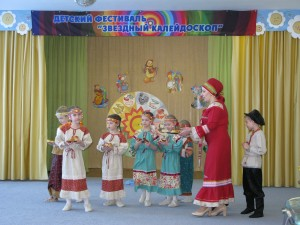 ДЕТСКИЙ ФЕСТИВАЛЬ
"ЗВЕЗДНЫЙ КАЛЕЙДОСКОП"